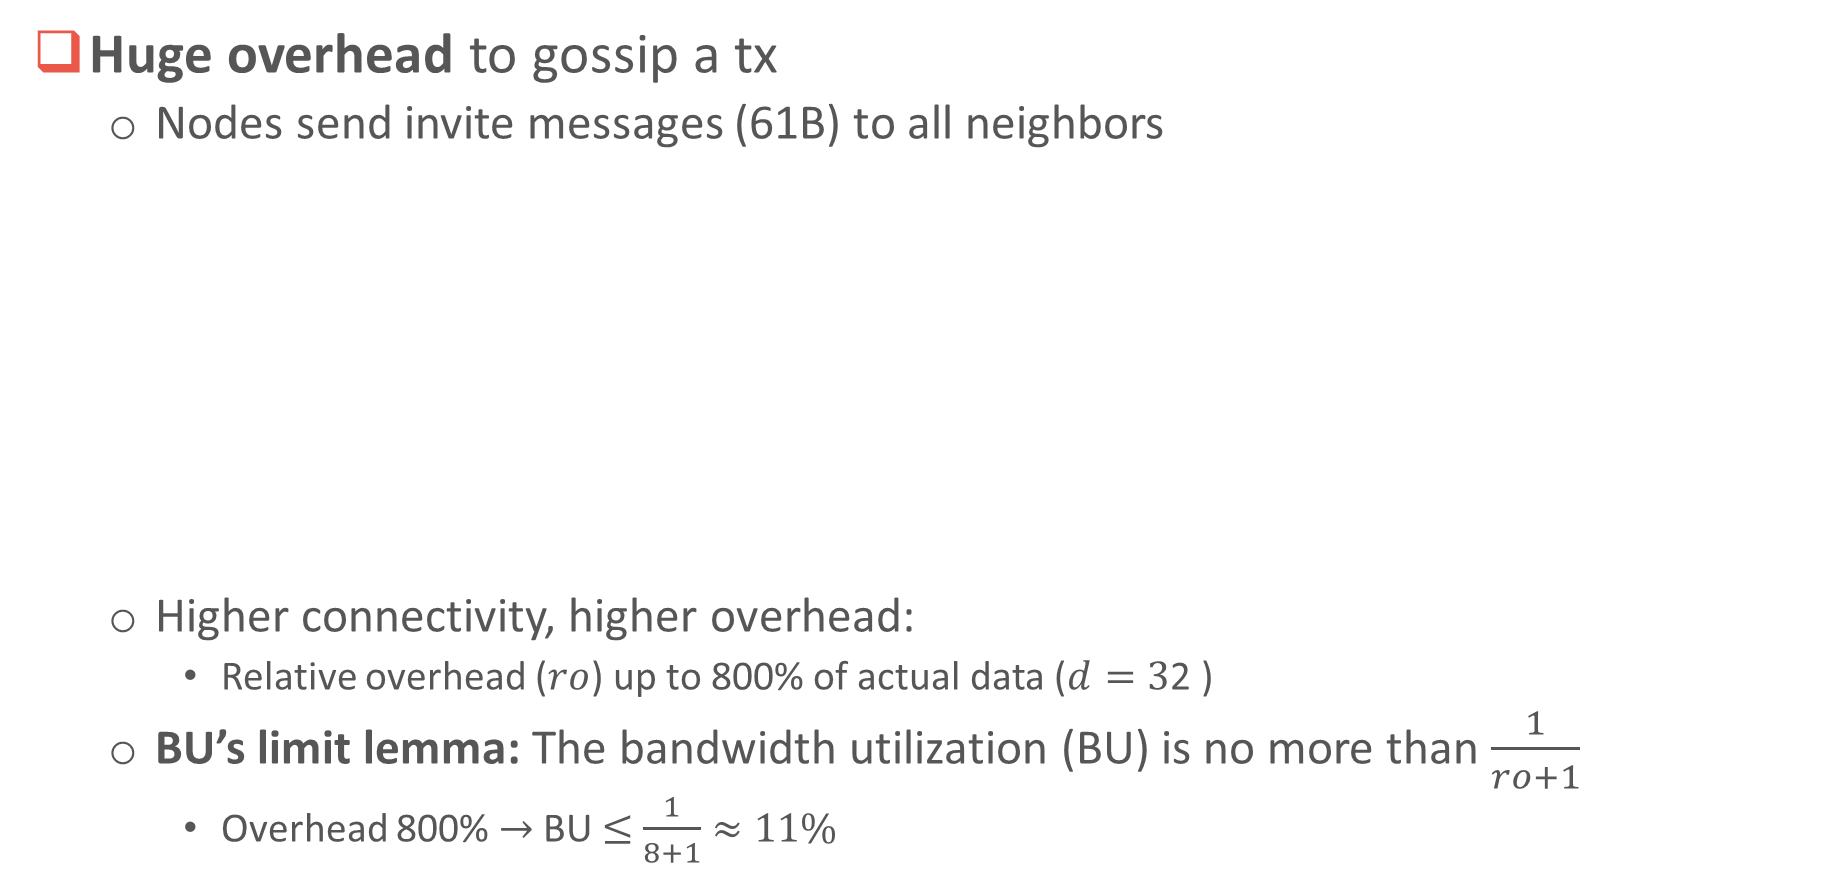 ❑ Huge overhead to gossip a tx
o Nodes send invite messages (61B) to all neighbors
o Higher connectivity, higher overhead:
• Relative overhead (𝑟𝑜) up to 800% of actual data (𝑑 = 32 )
o BU’s limit lemma: The bandwidth utilization (BU) is no more than 1/(𝑟𝑜+1)
• Overhead 800% → BU ≤ 1/(8+1) ≈ 11%